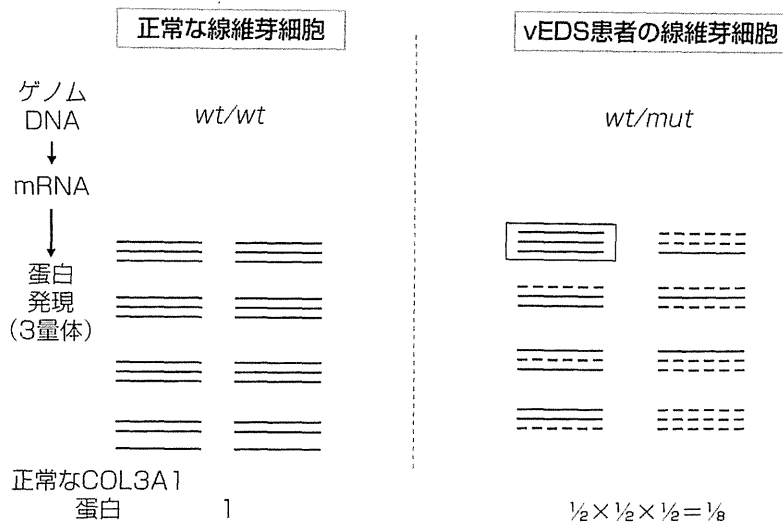 正常な線維芽細胞
vEDS患者の線維芽細胞
ゲノム
DNA
wt/wt
wt/mut
mRNA
蛋白
発現
(3量体)
正常なCOL3A1
蛋白
1
½×½×½=⅛